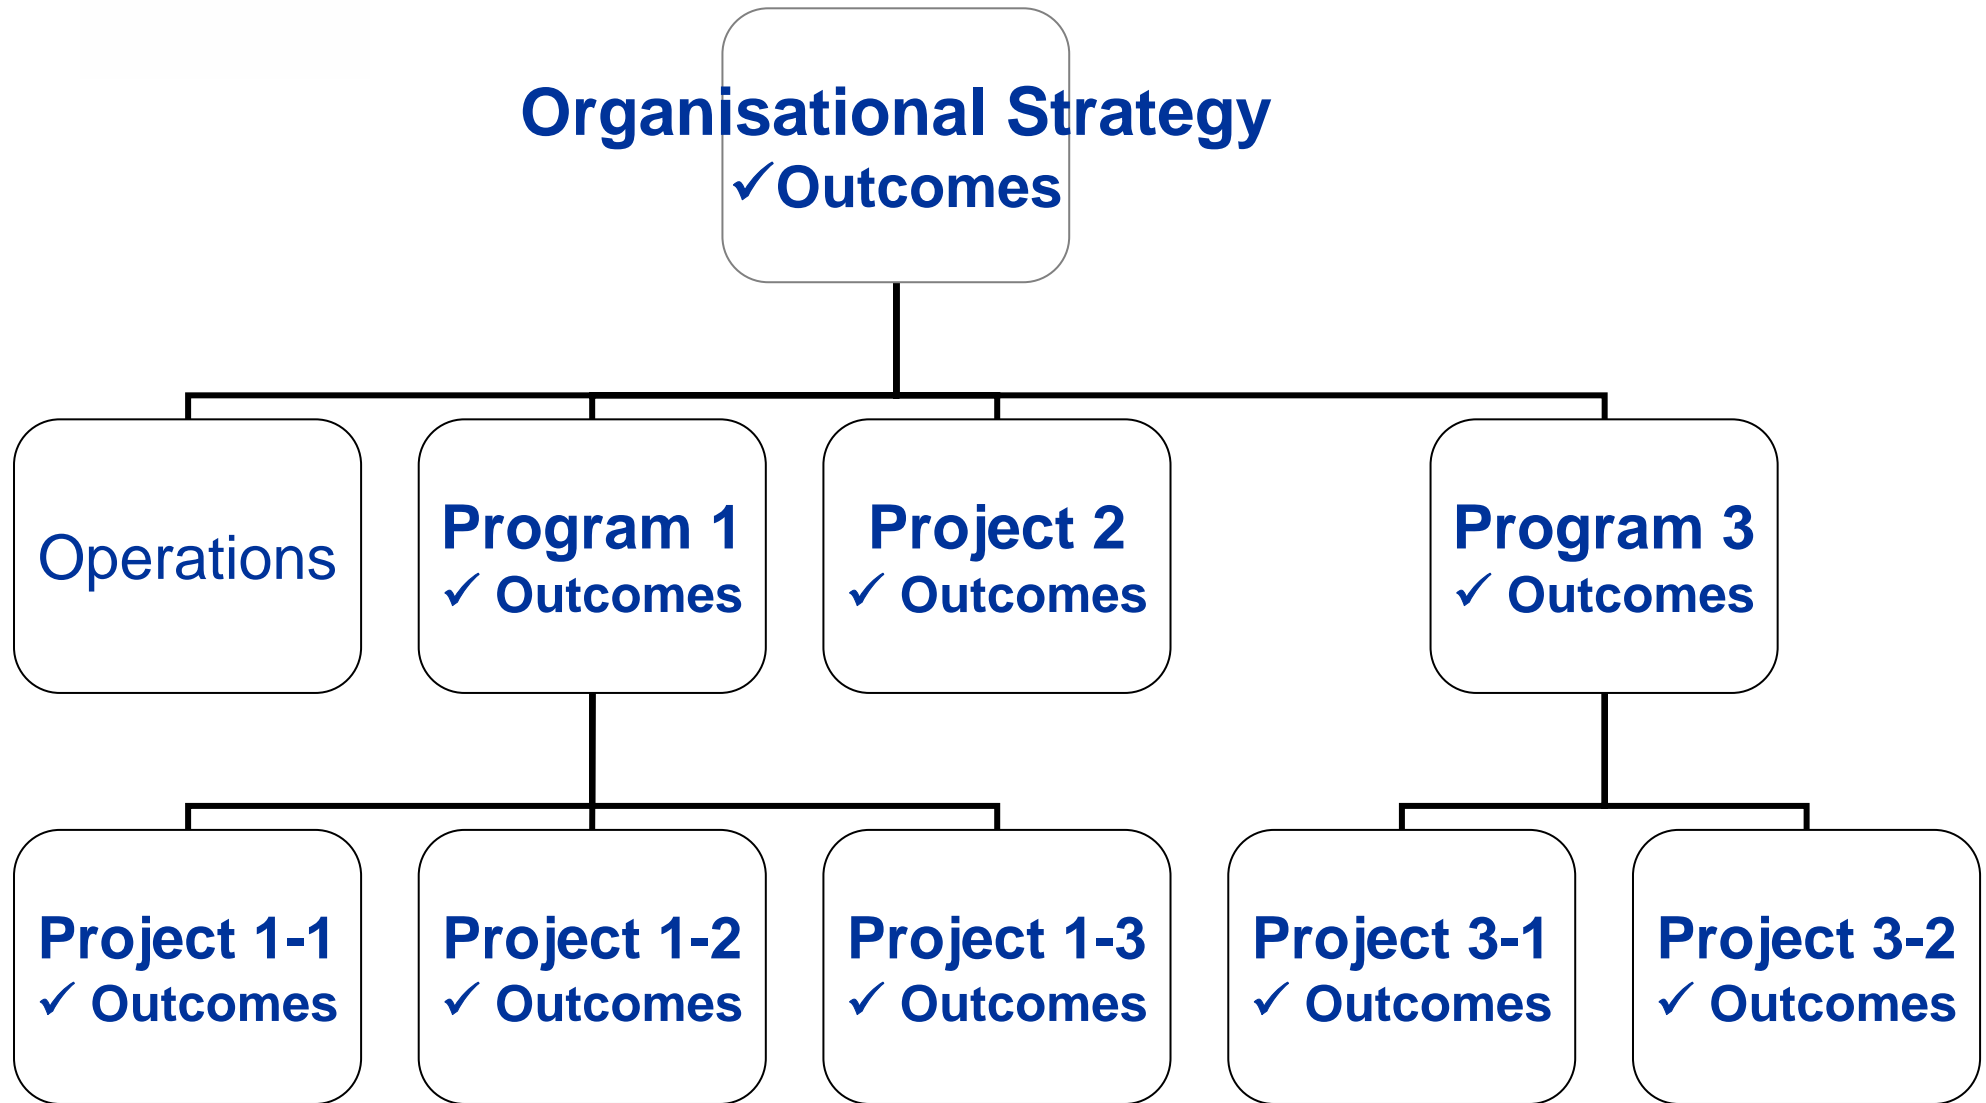 Organisational Strategy
✓Outcomes
Operations
Program 1
✓ Outcomes
Project 2
✓ Outcomes
Program 3
✓ Outcomes
Project 1-1
✓ Outcomes
Project 1-2
✓ Outcomes
Project 1-3
✓ Outcomes
Project 3-1
✓ Outcomes
Project 3-2
✓ Outcomes